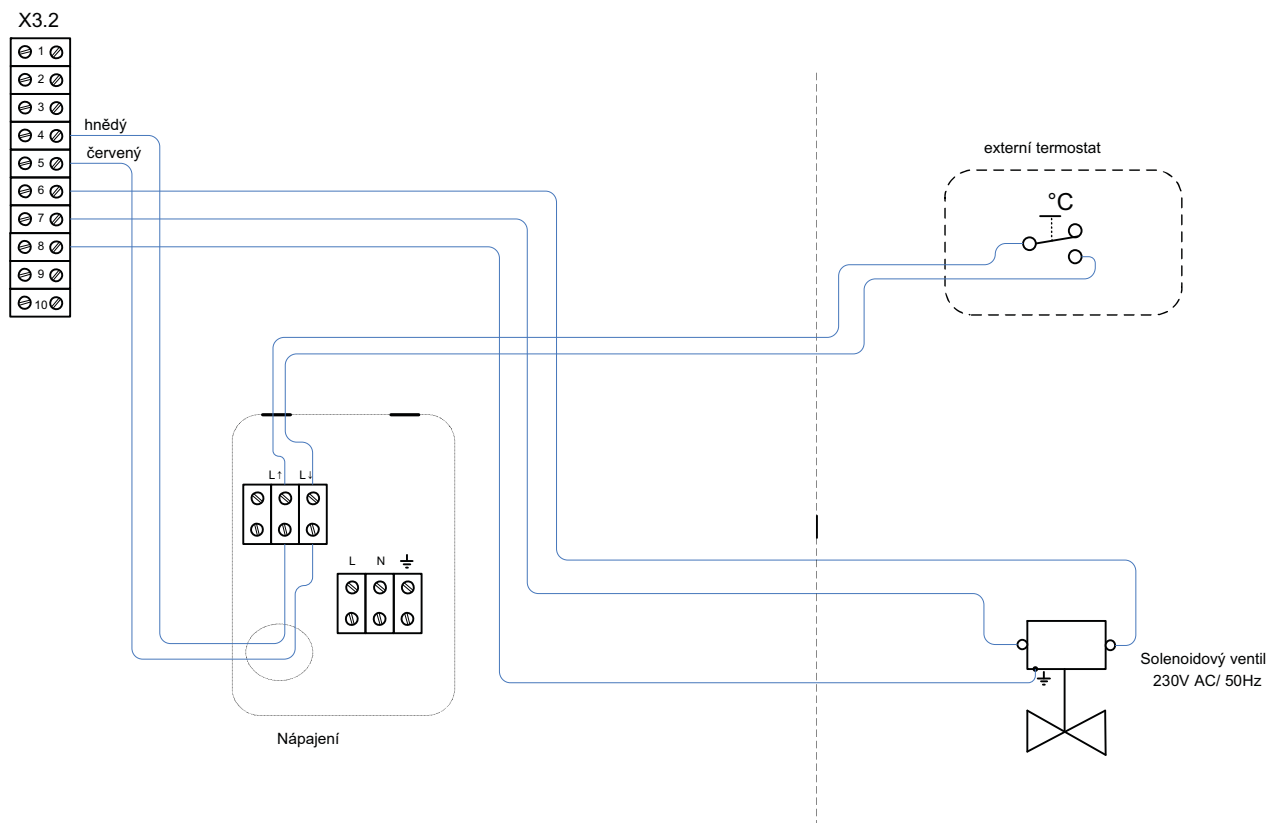 X3.2
1
2
3
4
hnědý
5
červený
6
7
8
9
10
externí termostat
°C
L↑ L↓
L N
Nápajení
Solenoidový ventil
230V AC/ 50Hz